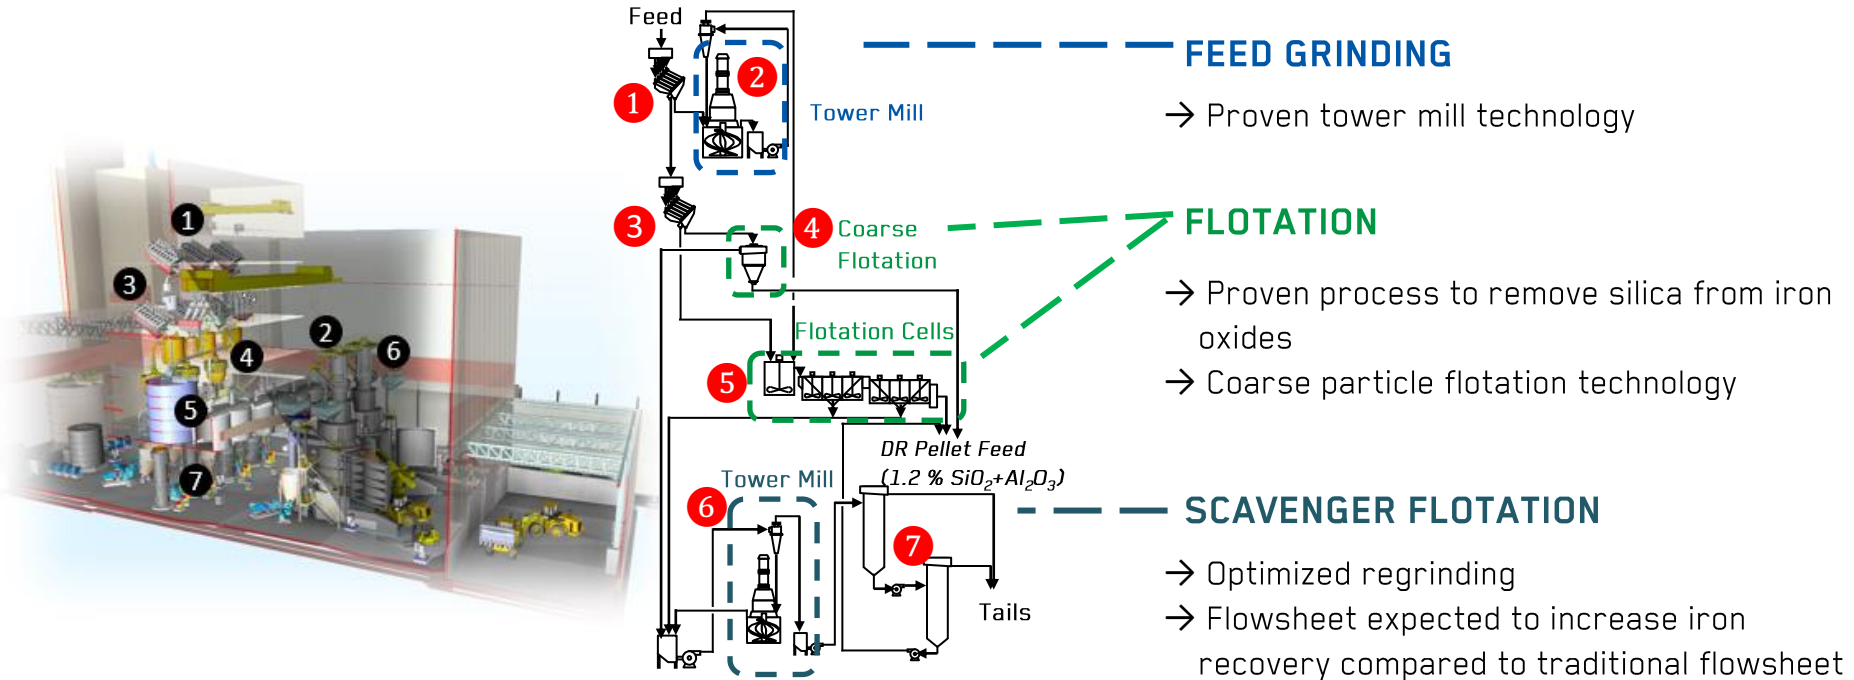 Feed
1
2
Tower Mill
3
4
Coarse
Flotation
Flotation Cells
5
DR Pellet Feed
(1.2 % SiO₂+Al₂O₃)
Tower Mill
6
7
Tails
1
3
2
6
4
5
7
FEED GRINDING
→ Proven tower mill technology
FLOTATION
→ Proven process to remove silica from iron
oxides
→ Coarse particle flotation technology
SCAVENGER FLOTATION
→ Optimized regrinding
→ Flowsheet expected to increase iron
recovery compared to traditional flowsheet